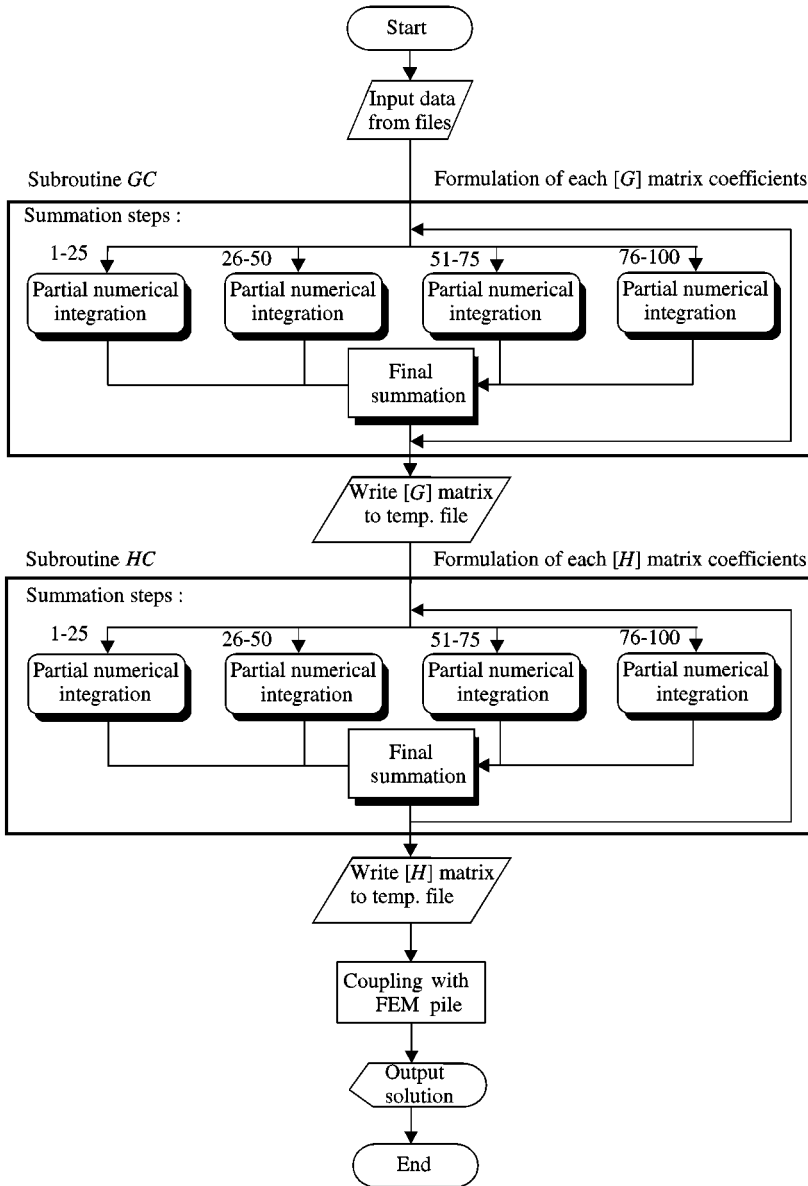 Start
Input data
from files
Subroutine GC
Formulation of each [G] matrix coefficients
Summation steps :
1-25
26-50
51-75
76-100
Partial numerical
integration
Partial numerical
integration
Partial numerical
integration
Partial numerical
integration
Final
summation
Write [G] matrix
to temp. file
Subroutine HC
Formulation of each [H] matrix coefficients
Summation steps :
1-25
26-50
51-75
76-100
Partial numerical
integration
Partial numerical
integration
Partial numerical
integration
Partial numerical
integration
Final
summation
Write [H] matrix
to temp. file
Coupling with
FEM pile
Output
solution
End